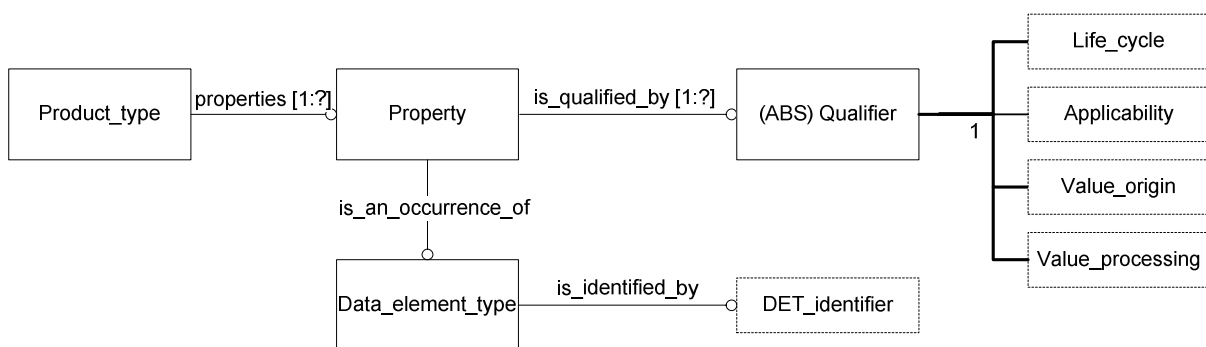 Life_cycle
Product_type
properties [1:?]
Property
is_qualified_by [1:?]
(ABS) Qualifier
1
Applicability
Value_origin
is_an_occurrence_of
Value_processing
Data_element_type
is_identified_by
DET_identifier